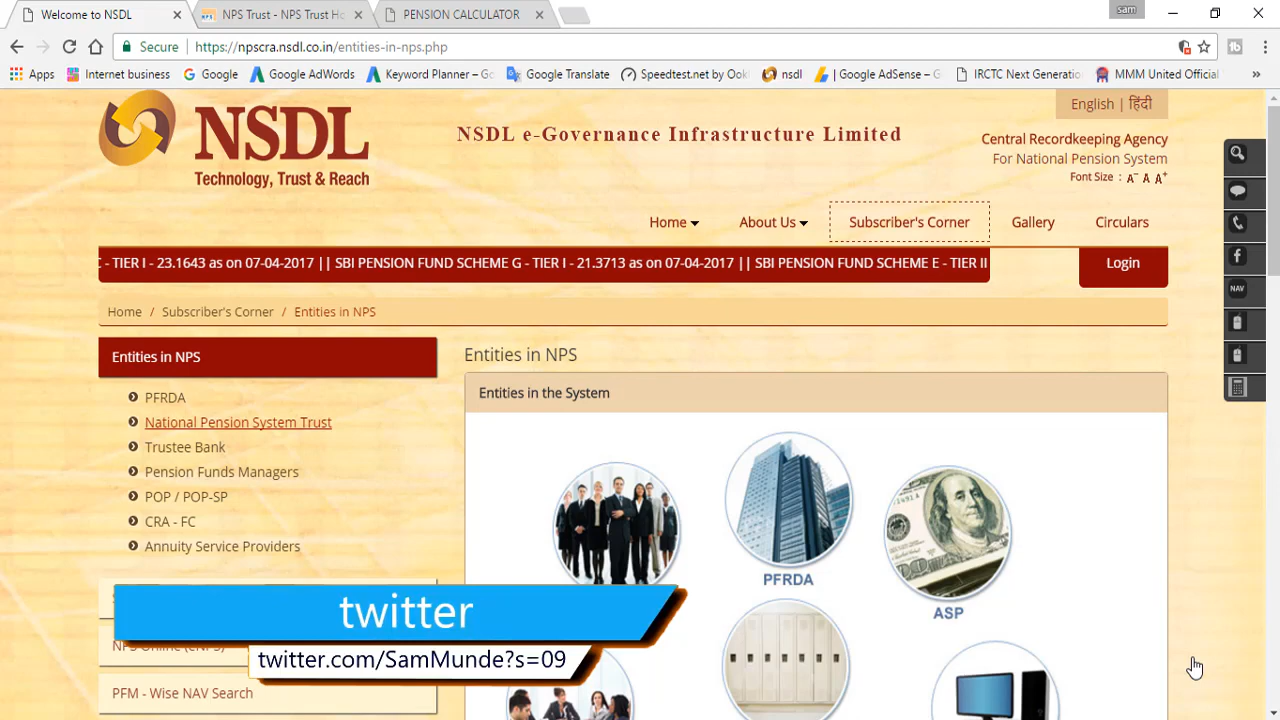 Welcome to NSDL
NPS Trust - NPS Trust Ho
PENSION CALCULATOR
sam
Secure
https://npscra.nsdl.co.in/entities-in-nps.php
Apps
Internet business
Google
Google AdWords
Keyword Planner – Go
Google Translate
Speedtest.net by Ookl
nsdl
| Google AdSense – G
IRCTC Next Generatio
MMM United Official
»
English | हिंदी
NSDL
Technology, Trust & Reach
NSDL e-Governance Infrastructure Limited
Central Recordkeeping Agency
For National Pension System
Font Size : A- A A+
Home
About Us
Subscriber's Corner
Gallery
Circulars
C - TIER I - 23.1643 as on 07-04-2017 || SBI PENSION FUND SCHEME G - TIER I - 21.3713 as on 07-04-2017 || SBI PENSION FUND SCHEME E - TIER II
Login
NAV
Home / Subscriber's Corner / Entities in NPS
Entities in NPS
PFRDA
National Pension System Trust
Trustee Bank
Pension Funds Managers
POP / POP-SP
CRA - FC
Annuity Service Providers
PFM - Wise NAV Search
Entities in NPS
Entities in the System
PFRDA
ASP
twitter
twitter.com/SamMunde?s=09